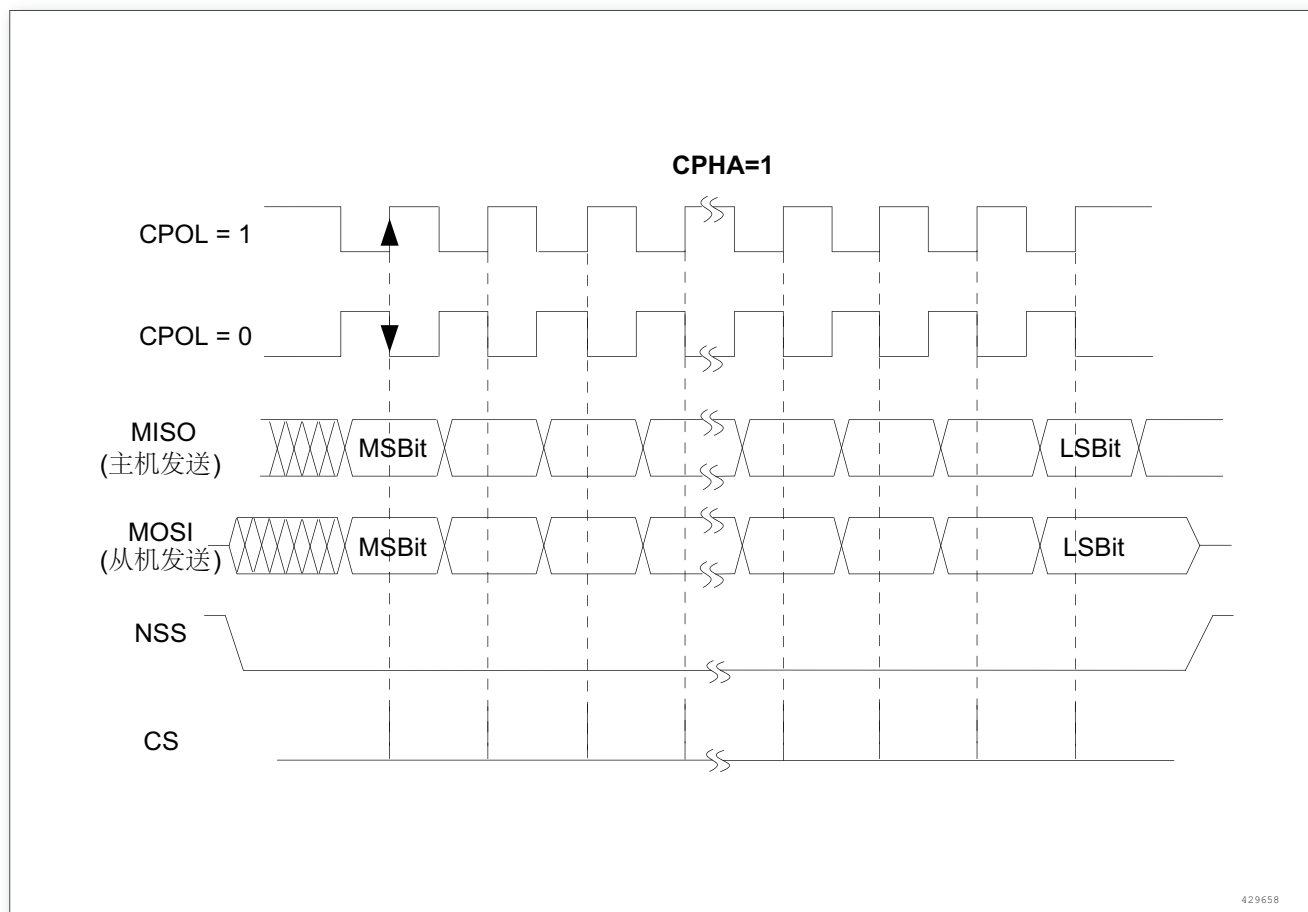 CPHA=1
CPOL = 1
CPOL = 0
MISO
(主机发送)
MSBit
LSBit
MOSI
(从机发送)
MSBit
LSBit
NSS
CS
429658